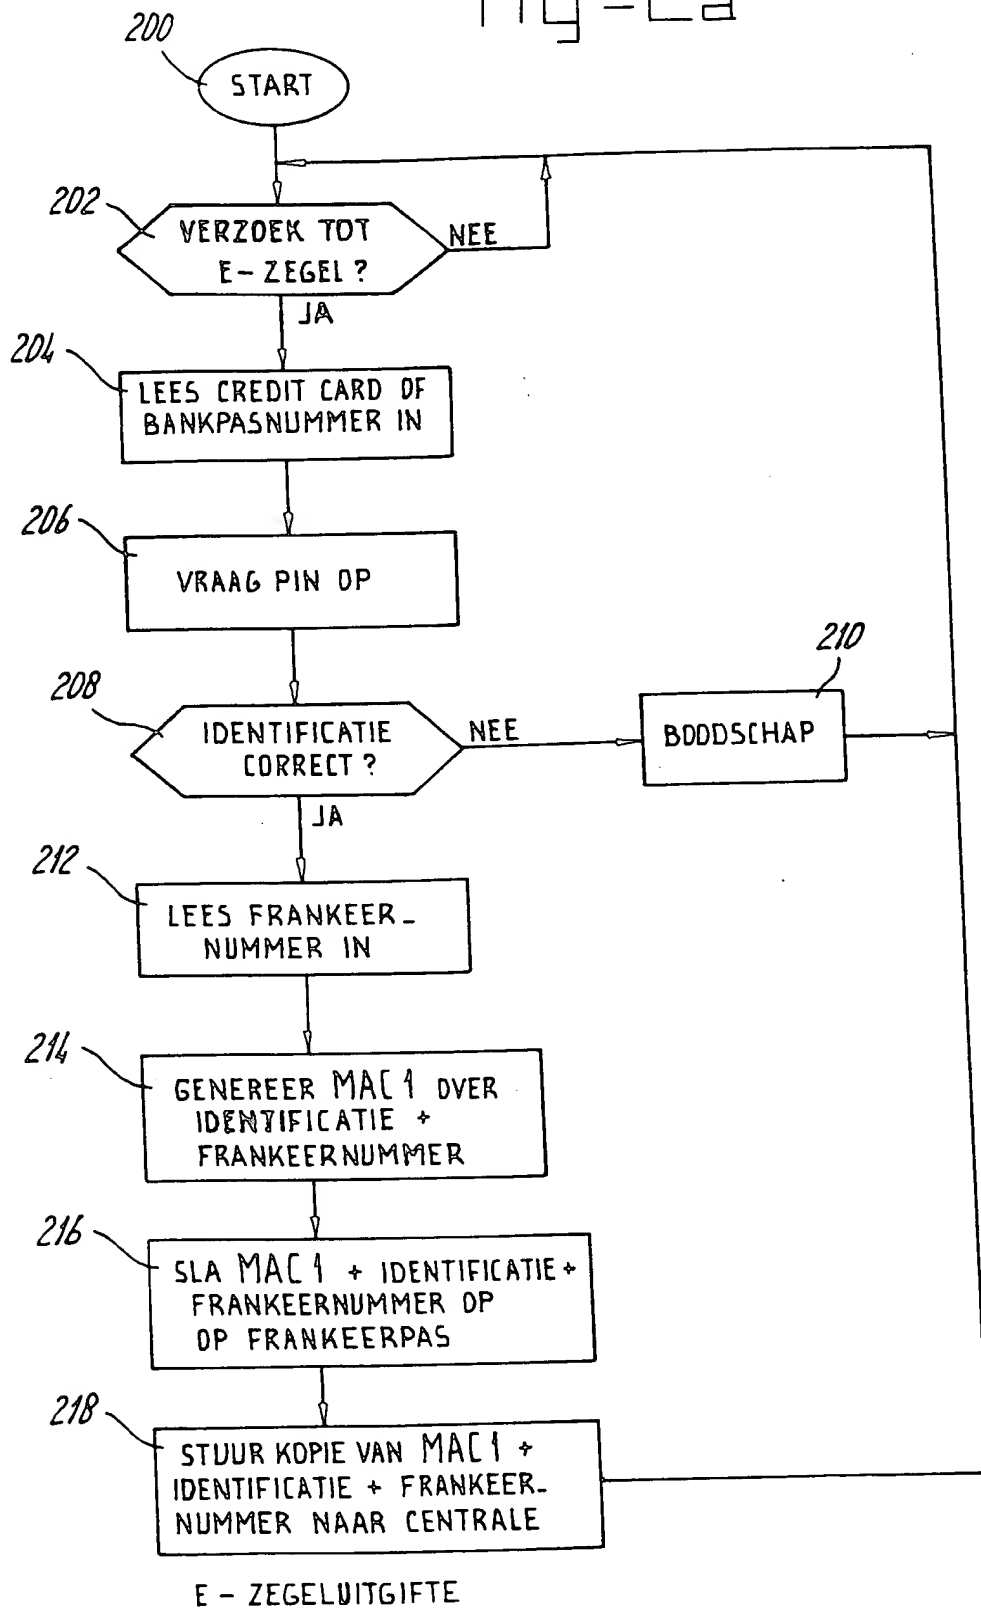 Fig-2a
200
START
202
VERZOEK TOT
E-ZEGEL?
NEE
JA
204
LEES CREDIT CARD OF
BANKPASNUMMER IN
206
VRAAG PIN OP
208
IDENTIFICATIE
CORRECT?
NEE
210
BOODSCHAP
JA
212
LEES FRANKEER-
NUMMER IN
214
GENEREER MAC1 OVER
IDENTIFICATIE +
FRANKEERNUMMER
216
SLA MAC1 + IDENTIFICATIE +
FRANKEERNUMMER OP
OP FRANKEERPAS
218
STUUR KOPIE VAN MAC1 +
IDENTIFICATIE + FRANKEER-
NUMMER NAAR CENTRALE
E-ZEGELUITGIFTE